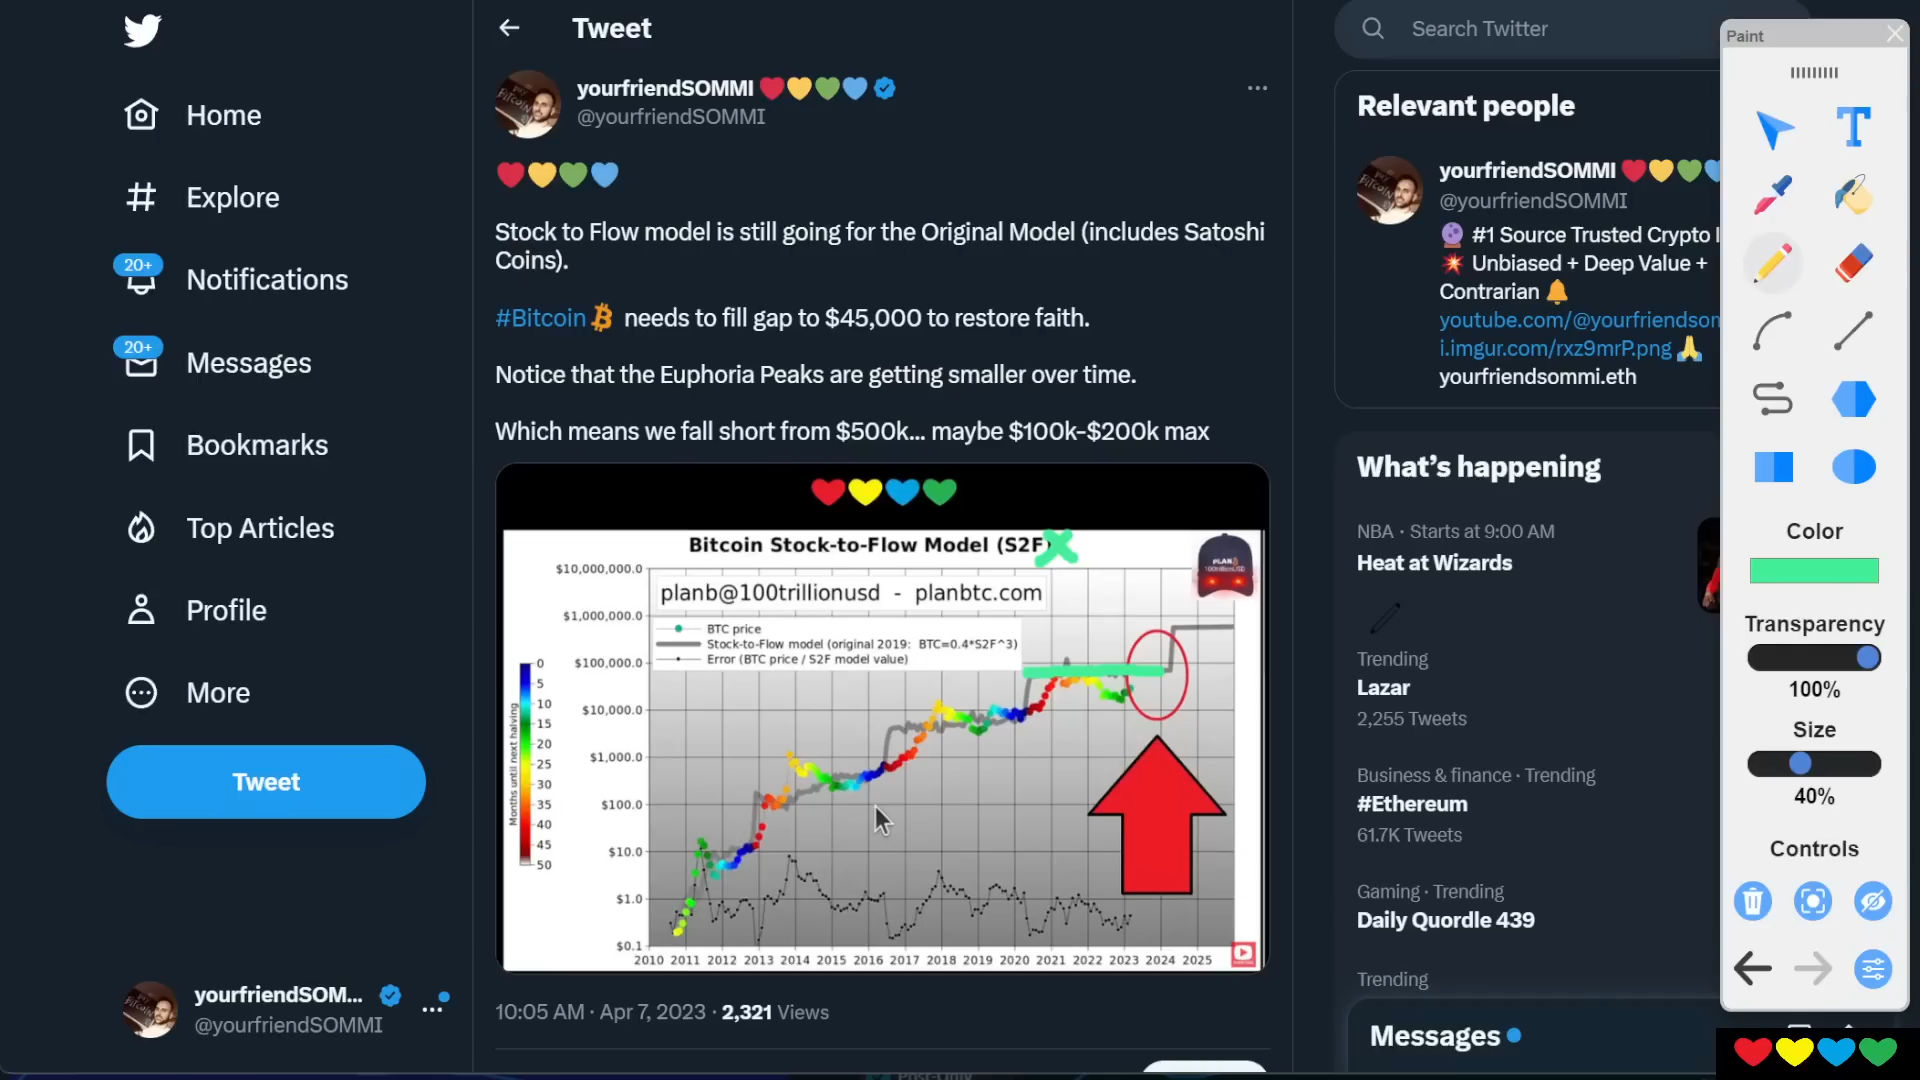 Home
Explore
20+
Notifications
20+
Messages
Bookmarks
Top Articles
Profile
More
Tweet
yourfriendSOM...
@yourfriendSOMMI
Tweet
yourfriendSOMMI
@yourfriendSOMMI
Stock to Flow model is still going for the Original Model (includes Satoshi
Coins).
#Bitcoin needs to fill gap to $45,000 to restore faith.
Notice that the Euphoria Peaks are getting smaller over time.
Which means we fall short from $500k... maybe $100k-$200k max
Bitcoin Stock-to-Flow Model (S2F)
planb@100trillionusd - planbtc.com
BTC price
Stock-to-Flow model (original 2019: BTC=0.4*S2F^3)
Error (BTC price / S2F model value)
PLAN
100trillionUSD
$10,000,000.0
$1,000,000.0
$100,000.0
$10,000.0
$1,000.0
$100.0
$10.0
$1.0
$0.1
Months until next halving
0
5
10
15
20
25
30
35
40
45
50
2010 2011 2012 2013 2014 2015 2016 2017 2018 2019 2020 2021 2022 2023 2024 2025
10:05 AM · Apr 7, 2023 · 2,321 Views
Search Twitter
Relevant people
yourfriendSOMMI
@yourfriendSOMMI
#1 Source Trusted Crypto
Unbiased + Deep Value +
Contrarian
youtube.com/@yourfriendsom
i.imgur.com/rxz9mrP.png
yourfriendsommi.eth
What's happening
NBA · Starts at 9:00 AM
Heat at Wizards
Trending
Lazar
2,255 Tweets
Business & finance · Trending
#Ethereum
61.7K Tweets
Gaming · Trending
Daily Quordle 439
Trending
Messages
Paint
T
Color
Transparency
100%
Size
40%
Controls